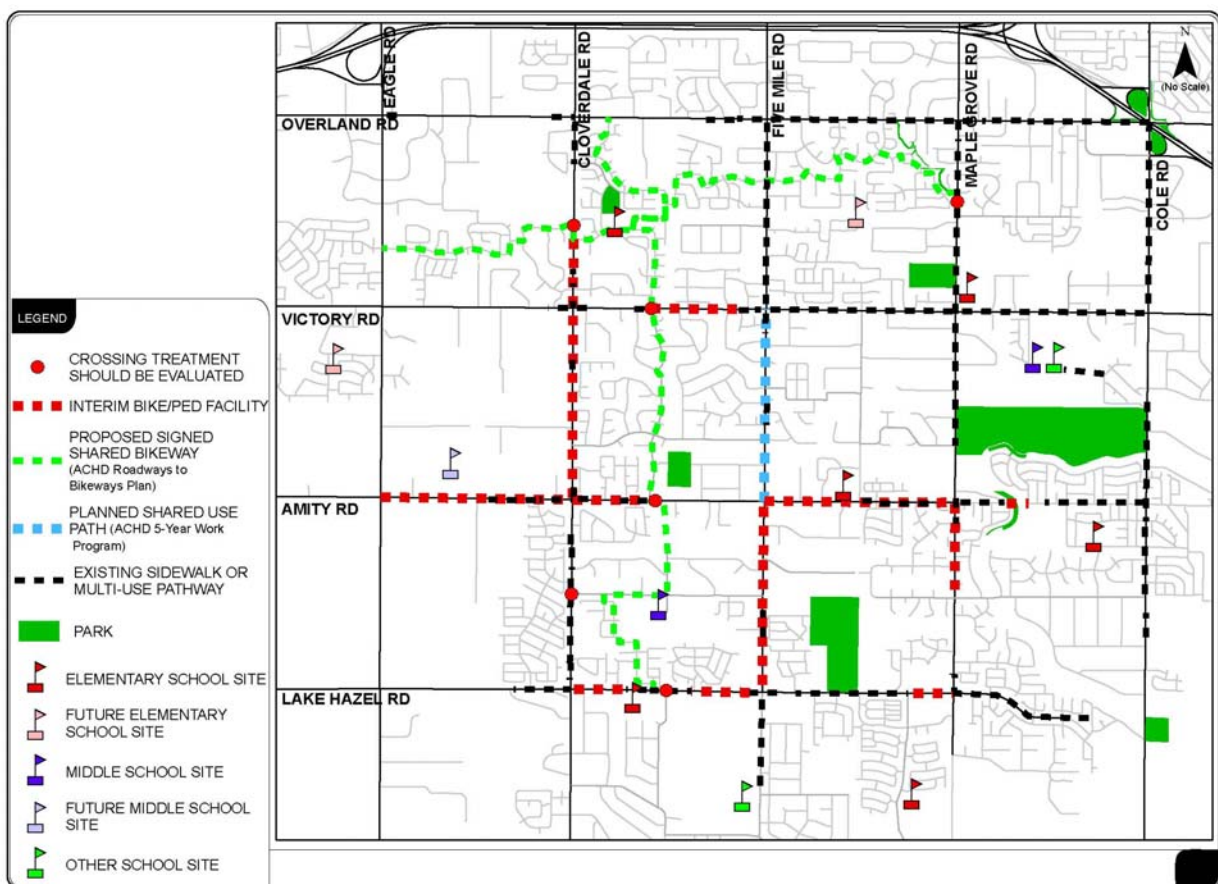 EAGLE RD
CLOVERDALE RD
FIVE MILE RD
MAPLE GROVE RD
COLE RD
N
(No Scale)
OVERLAND RD
VICTORY RD
AMITY RD
LAKE HAZEL RD
LEGEND
CROSSING TREATMENT
SHOULD BE EVALUATED
INTERIM BIKE/PED FACILITY
PROPOSED SIGNED
SHARED BIKEWAY
(ACHD Roadways to
Bikeways Plan)
PLANNED SHARED USE
PATH (ACHD 5-Year Work
Program)
EXISTING SIDEWALK OR
MULTI-USE PATHWAY
PARK
ELEMENTARY SCHOOL SITE
FUTURE ELEMENTARY
SCHOOL SITE
MIDDLE SCHOOL SITE
FUTURE MIDDLE SCHOOL
SITE
OTHER SCHOOL SITE